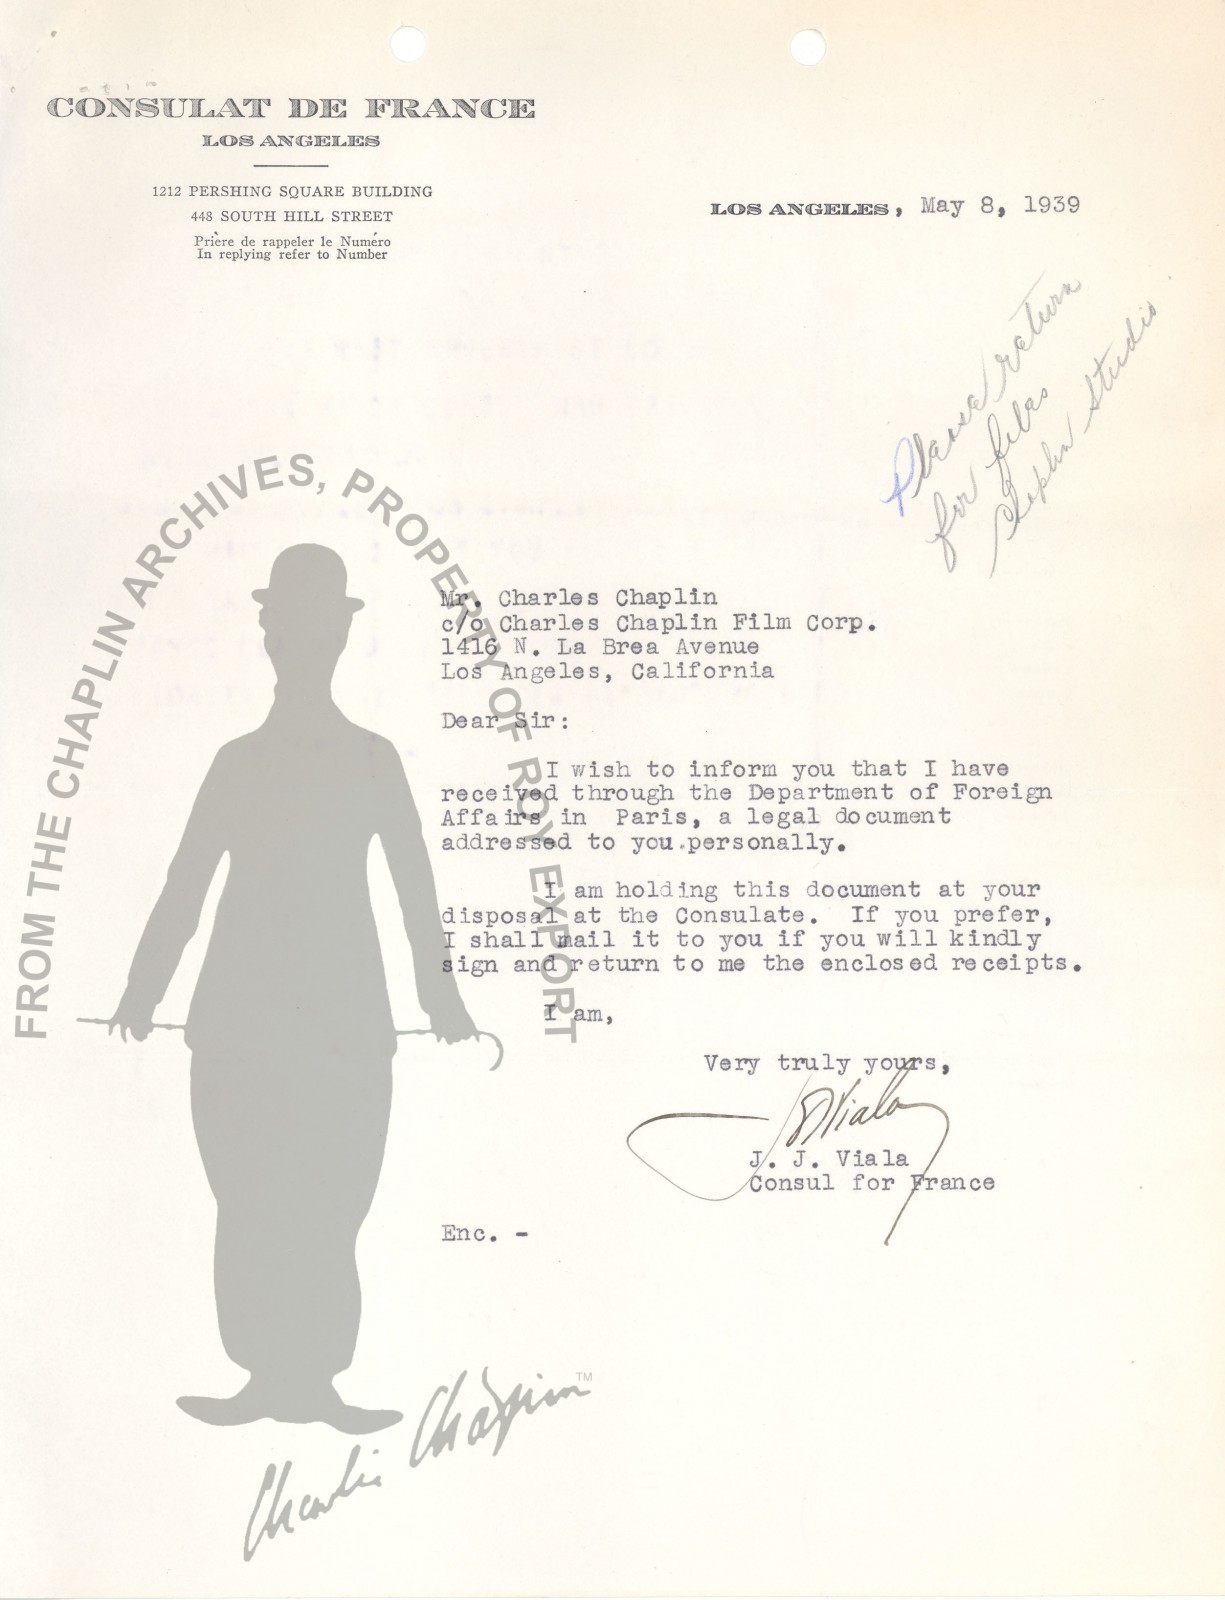 CONSULAT DE FRANCE
LOS ANGELES
1212 PERSHING SQUARE BUILDING
448 SOUTH HILL STREET
Prière de rappeler le Numéro
In replying refer to Number
LOS ANGELES, May 8, 1939
Please return
for files
Chaplin Studio
Mr. Charles Chaplin
c/o Charles Chaplin Film Corp.
1416 N. La Brea Avenue
Los Angeles, California
Dear Sir:
I wish to inform you that I have
received through the Department of Foreign
Affairs in Paris, a legal document
addressed to you personally.
I am holding this document at your
disposal at the Consulate. If you prefer,
I shall mail it to you if you will kindly
sign and return to me the enclosed receipts.
I am,
Very truly yours,
JJViala
J. J. Viala
Consul for France
Enc. -
FROM THE CHAPLIN ARCHIVES, PROPERTY OF ROY EXPORT
Charlie Chaplin TM